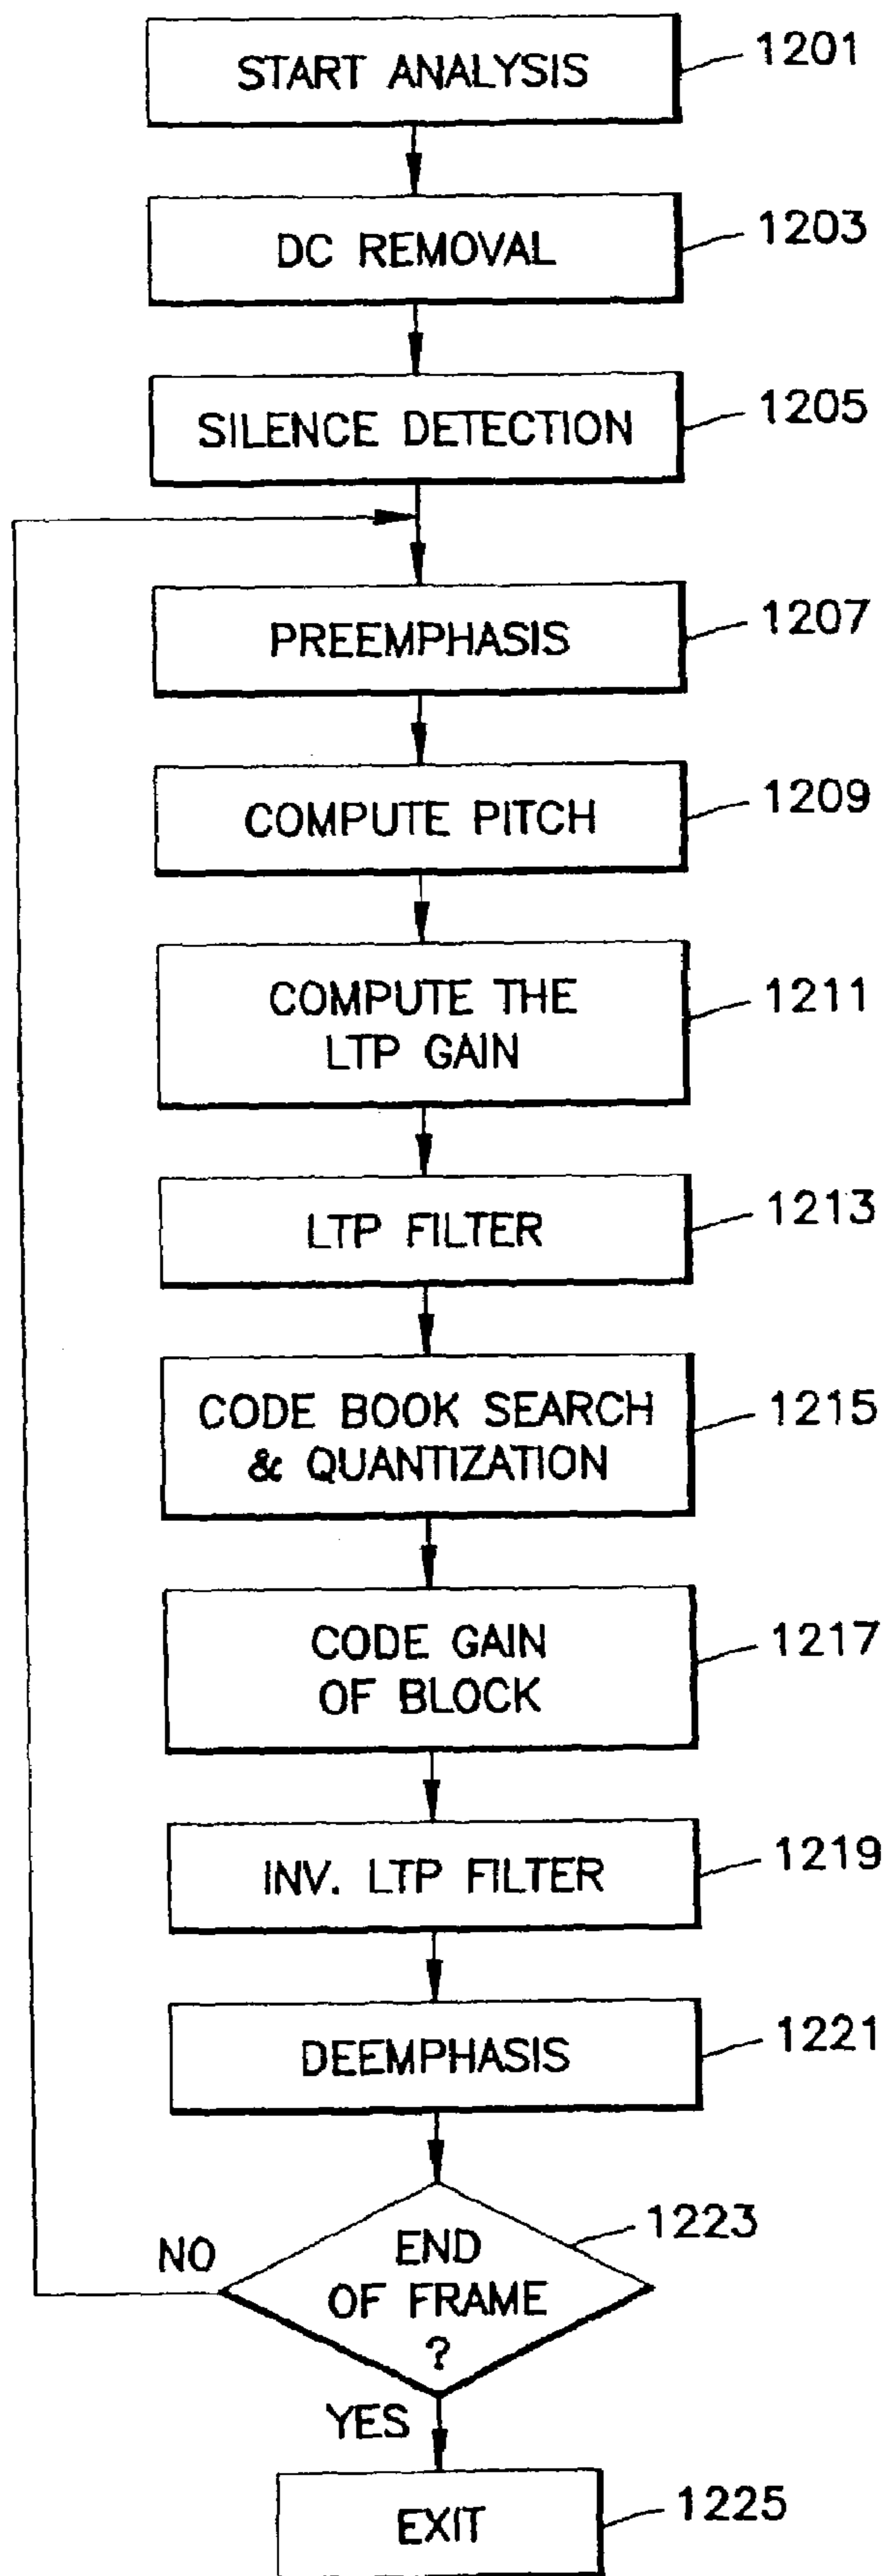 START ANALYSIS
1201
DC REMOVAL
1203
SILENCE DETECTION
1205
PREEMPHASIS
1207
COMPUTE PITCH
1209
COMPUTE THE
LTP GAIN
1211
LTP FILTER
1213
CODE BOOK SEARCH
& QUANTIZATION
1215
CODE GAIN
OF BLOCK
1217
INV. LTP FILTER
1219
DEEMPHASIS
1221
END
OF FRAME
?
1223
NO
YES
EXIT
1225